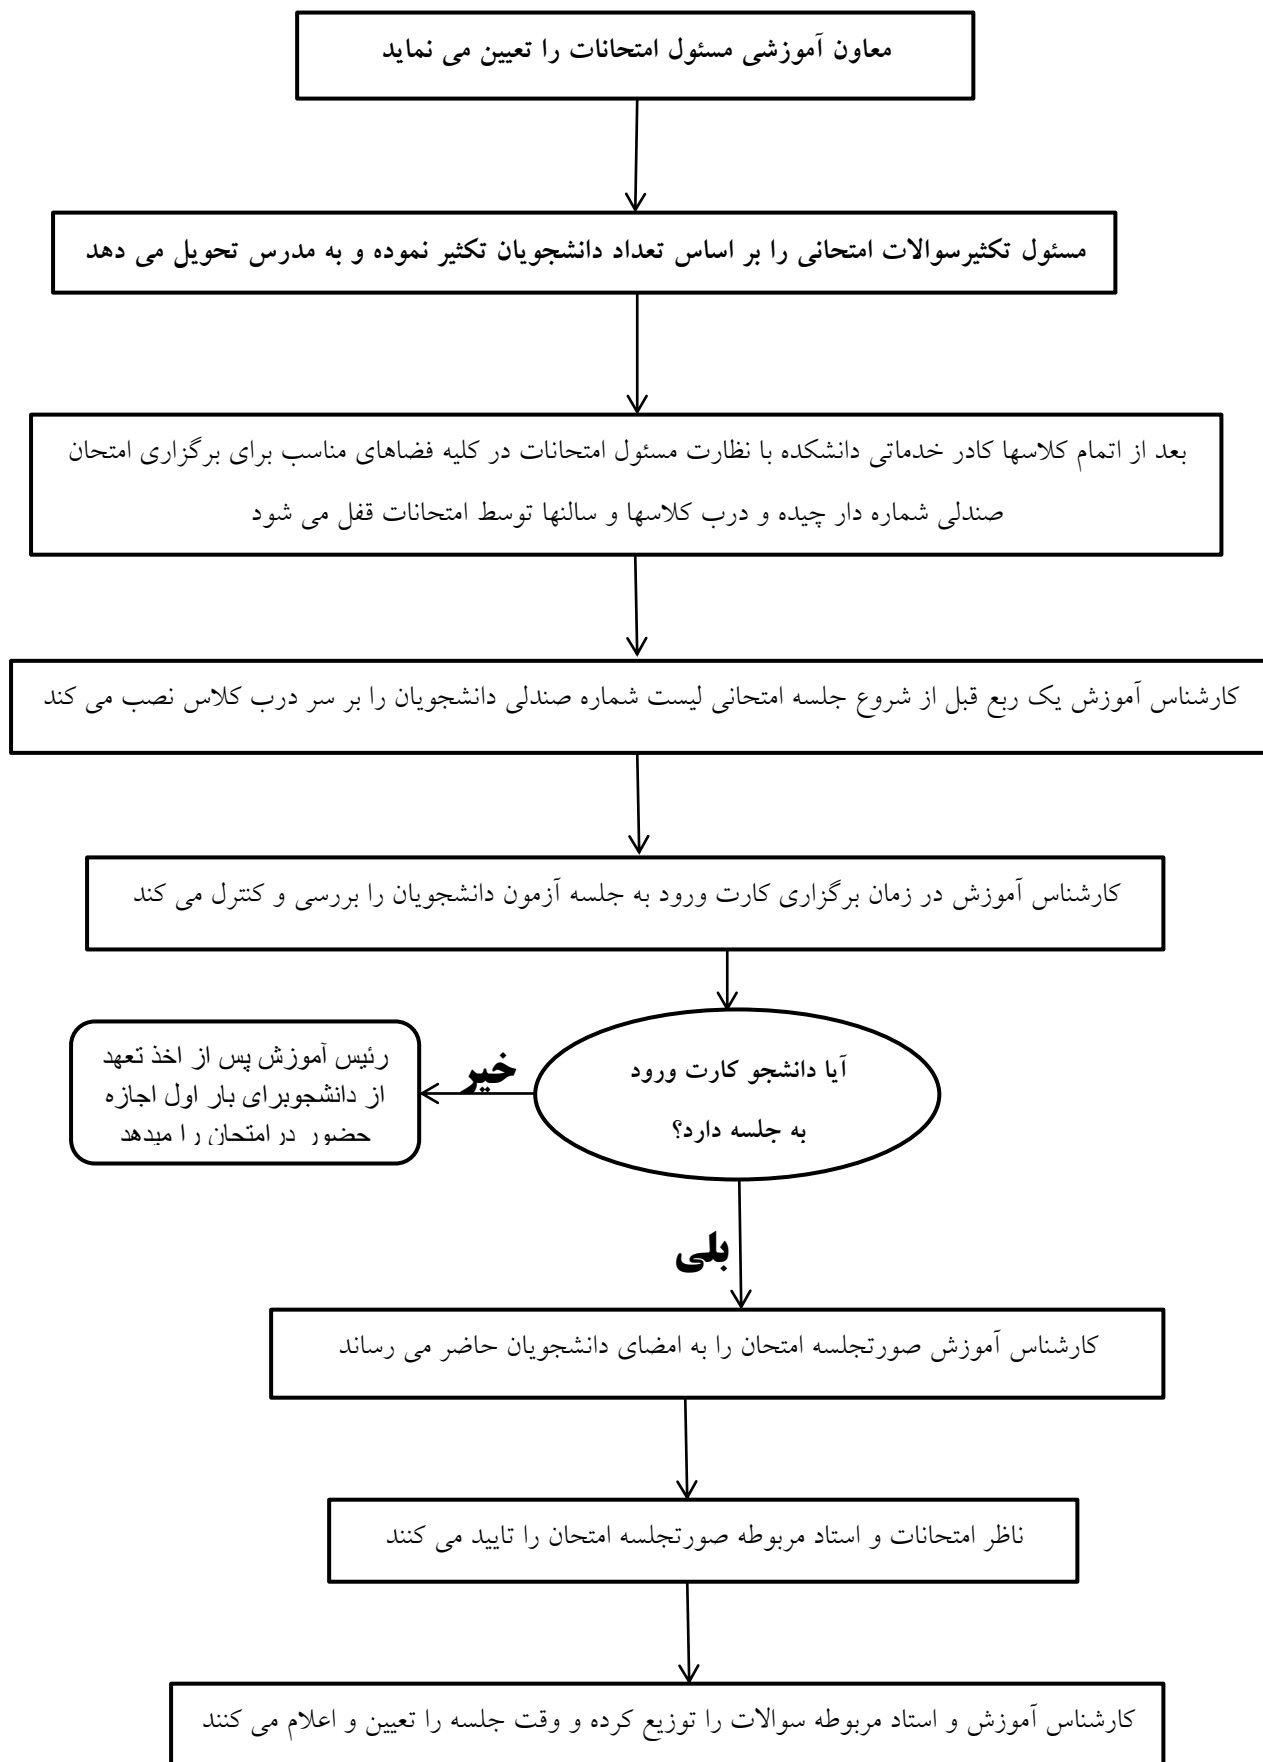 معاون آموزشی مسئول امتحانات را تعیین می نماید
مسئول تکثیرسوالات امتحانی را بر اساس تعداد دانشجویان تکثیر نموده و به مدرس تحویل می دهد
بعد از اتمام کلاسها کادر خدماتی دانشکده با نظارت مسئول امتحانات در کلیه فضاهای مناسب برای برگزاری امتحان
صندلی شماره دار چیده و درب کلاسها و سالنها توسط امتحانات قفل می شود
کارشناس آموزش یک ربع قبل از شروع جلسه امتحانی لیست شماره صندلی دانشجویان را بر سر درب کلاس نصب می کند
کارشناس آموزش در زمان برگزاری کارت ورود به جلسه آزمون دانشجویان را بررسی و کنترل می کند
آیا دانشجو کارت ورود
به جلسه دارد؟
خیر
رئیس آموزش پس از اخذ تعهد
از دانشجوبرای بار اول اجازه
حضور درامتحان را میدهد
بلی
کارشناس آموزش صورتجلسه امتحان را به امضای دانشجویان حاضر می رساند
ناظر امتحانات و استاد مربوطه صورتجلسه امتحان را تایید می کنند
کارشناس آموزش و استاد مربوطه سوالات را توزیع کرده و وقت جلسه را تعیین و اعلام می کنند